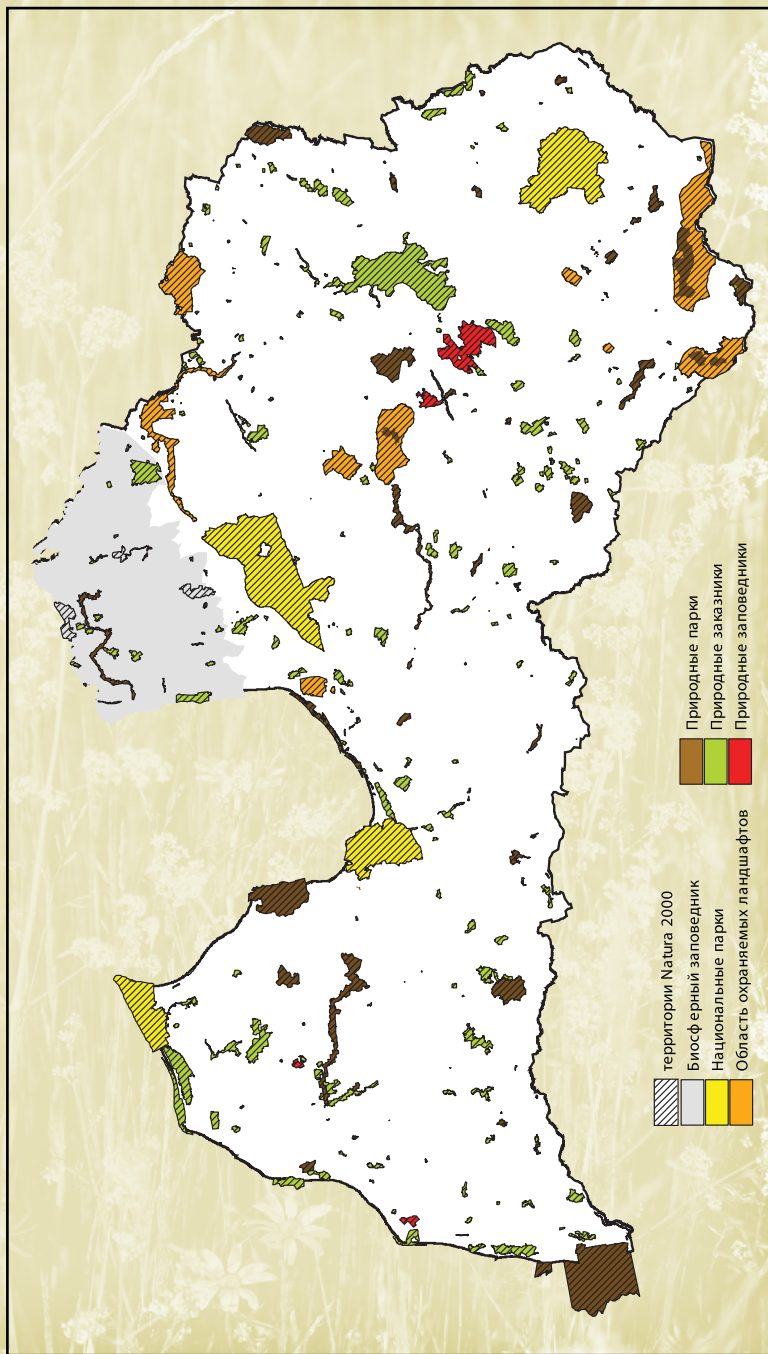 территории Natura 2000
Биосферный заповедник
Национальные парки
Область охраняемых ландшафтов
Природные парки
Природные заказники
Природные заповедники